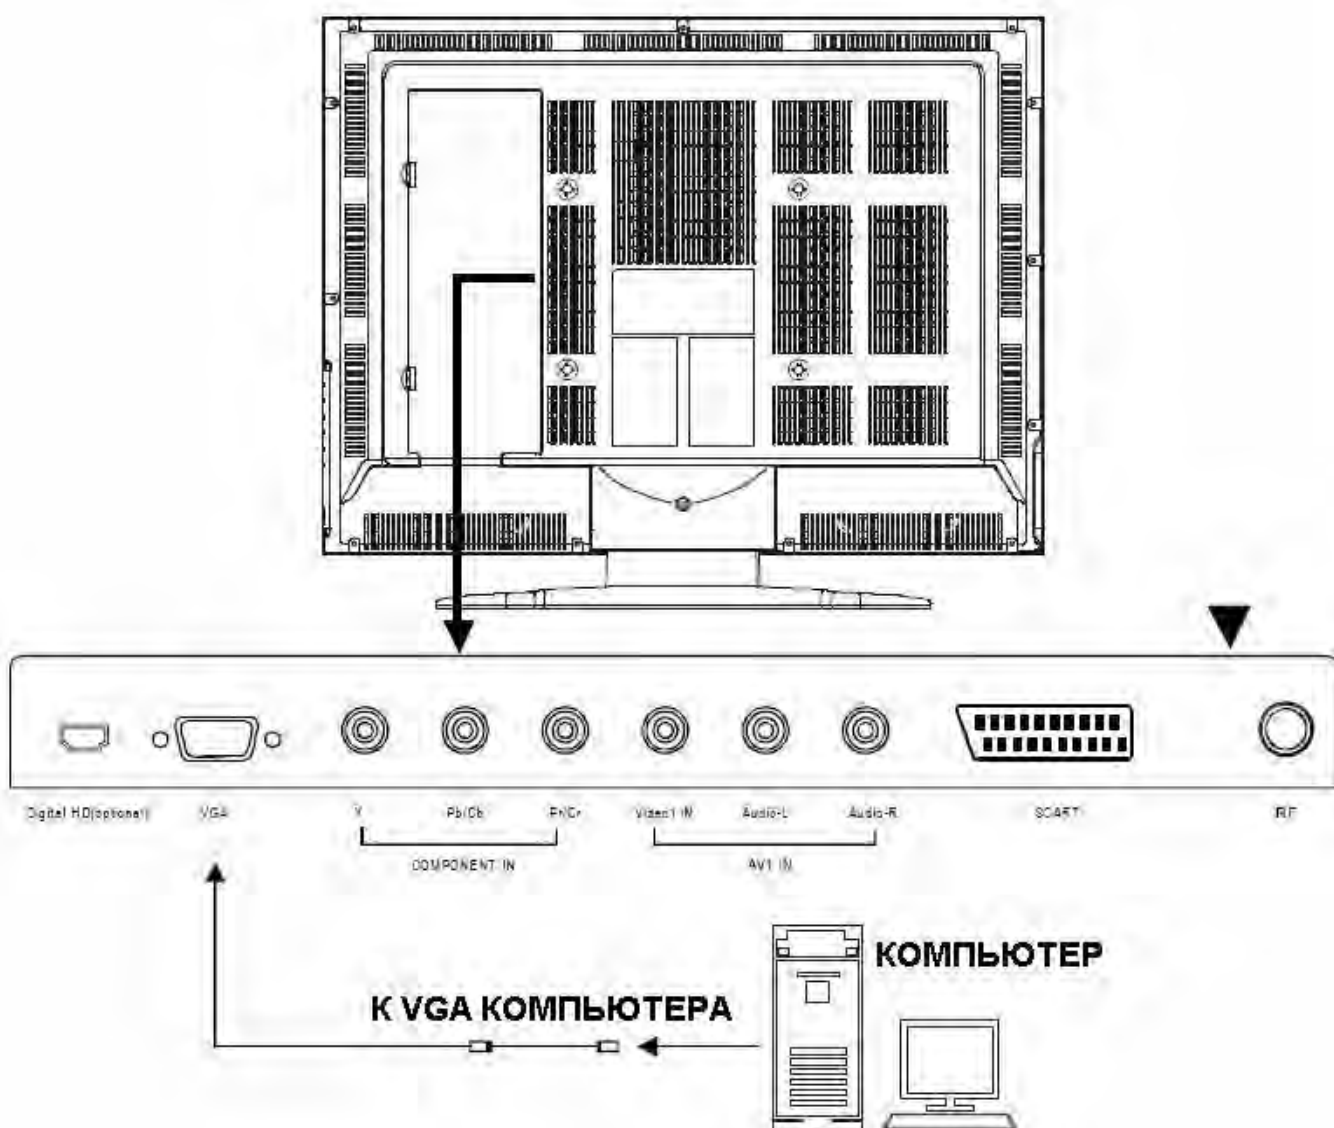 Digital HD(optional)
VGA
Y
Pb/Cb
Pr/Cr
Video1 IN
Audio-L
Audio-R
SCART
RF
COMPONENT IN
AV1 IN
КОМПЬЮТЕР
К VGA КОМПЬЮТЕРА